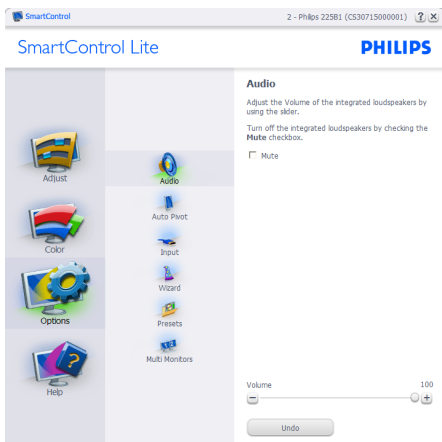 SmartControl
2 - Philips 225B1 (CS30715000001)
SmartControl Lite
PHILIPS
Adjust
Color
Options
Help
Audio
Auto Pivot
Input
Wizard
Presets
Multi Monitors
Audio
Adjust the Volume of the integrated loudspeakers by
using the slider.
Turn off the integrated loudspeakers by checking the
Mute checkbox.
Mute
Volume
100
Undo